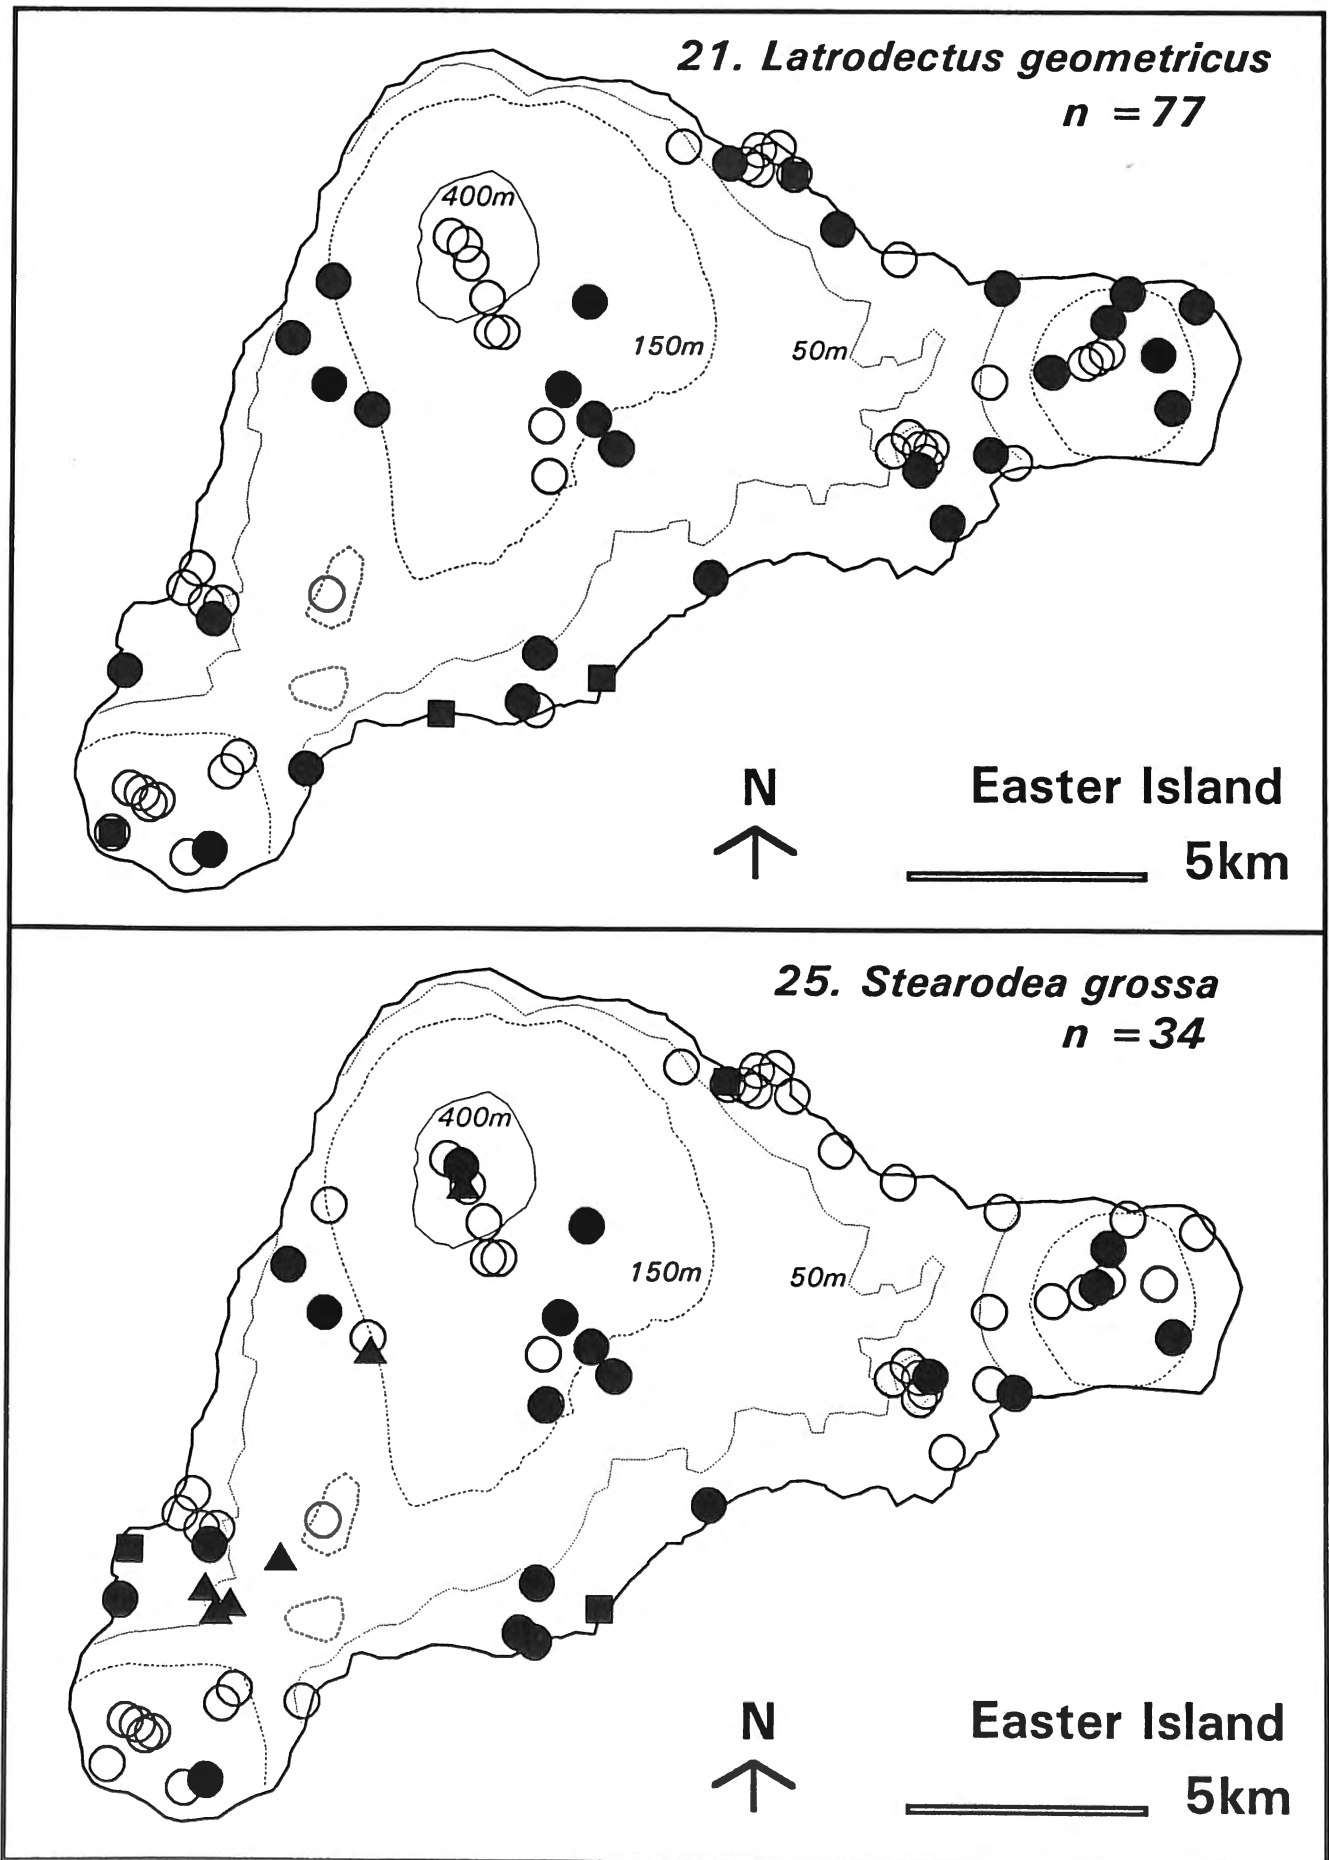 21. Latrodectus geometricus
n =77
400m
150m
50m
N
Easter Island
5km
25. Stearodea grossa
n =34
400m
150m
50m
N
Easter Island
5km